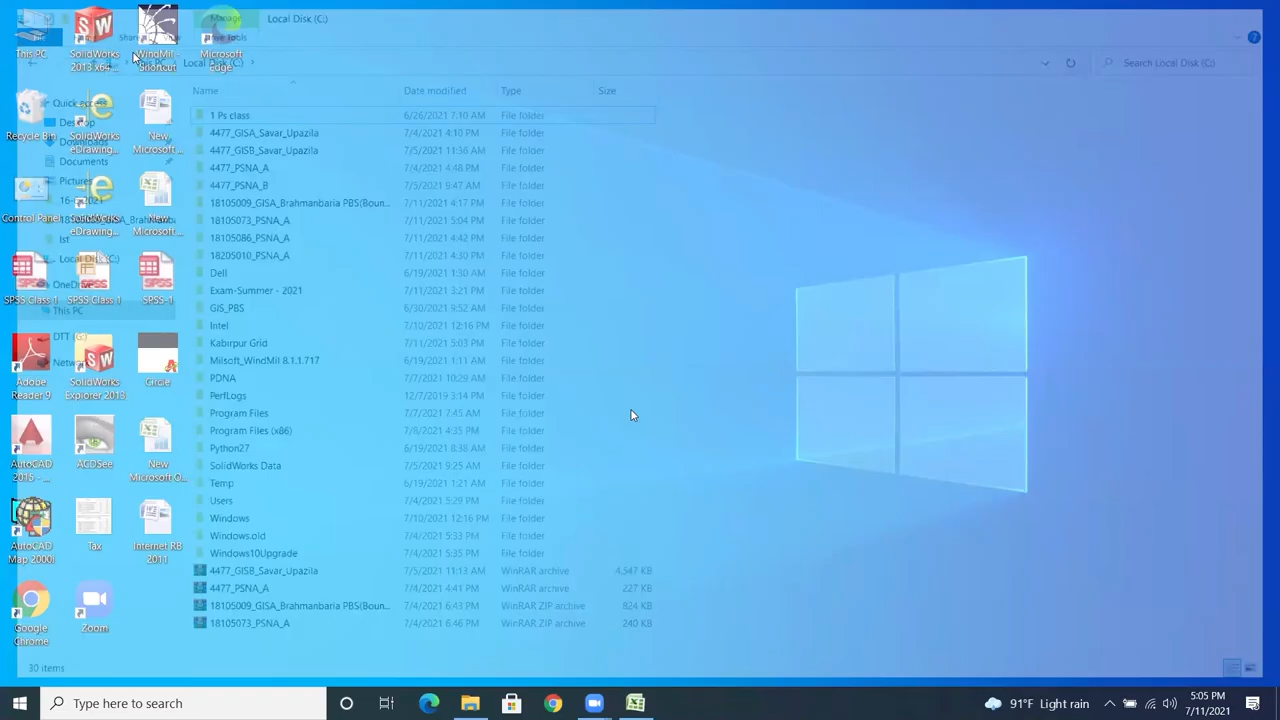 Manage
Local Disk (C:)
File
Share
View
Drive Tools
Local Disk (C:)
Search Local Disk (C:)
This PC
SolidWorks
2013 x64 ...
WindMil -
Shortcut
Microsoft
Edge
Quick access
Desktop
Downloads
Documents
Pictures
Local Disk (C:)
OneDrive
This PC
DTT (G:)
Network
Recycle Bin
SolidWorks
eDrawing...
New
Microsoft ...
Control Panel
SolidWorks
eDrawing...
New
Microsoft ...
SPSS Class 1
SPSS Class 1
SPSS-1
Adobe
Reader 9
SolidWorks
Explorer 2013
Circle
AutoCAD
2015 - ...
ACDSee
New
Microsoft O...
AutoCAD
Map 2000i
Tax
Internet RB
2011
Google
Chrome
Zoom
Name Date modified Type Size
1 Ps class 6/26/2021 7:10 AM File folder
4477_GISA_Savar_Upazila 7/4/2021 4:10 PM File folder
4477_GISB_Savar_Upazila 7/5/2021 11:36 AM File folder
4477_PSNA_A 7/4/2021 4:48 PM File folder
4477_PSNA_B 7/5/2021 9:47 AM File folder
18105009_GISA_Brahmanbaria PBS(Boun... 7/11/2021 4:17 PM File folder
18105073_PSNA_A 7/11/2021 5:04 PM File folder
18105086_PSNA_A 7/11/2021 4:42 PM File folder
18205010_PSNA_A 7/11/2021 4:30 PM File folder
Dell 6/19/2021 1:30 AM File folder
Exam-Summer - 2021 7/11/2021 3:21 PM File folder
GIS_PBS 6/30/2021 9:52 AM File folder
Intel 7/10/2021 12:16 PM File folder
Kabirpur Grid 7/11/2021 5:03 PM File folder
Milsoft_WindMil 8.1.1.717 6/19/2021 1:11 AM File folder
PDNA 7/7/2021 10:29 AM File folder
PerfLogs 12/7/2019 3:14 PM File folder
Program Files 7/7/2021 7:45 AM File folder
Program Files (x86) 7/8/2021 4:35 PM File folder
Python27 6/19/2021 8:38 AM File folder
SolidWorks Data 7/5/2021 9:25 AM File folder
Temp 6/19/2021 1:21 AM File folder
Users 7/4/2021 5:29 PM File folder
Windows 7/10/2021 12:16 PM File folder
Windows.old 7/4/2021 5:33 PM File folder
Windows10Upgrade 7/4/2021 5:35 PM File folder
4477_GISB_Savar_Upazila 7/5/2021 11:13 AM WinRAR archive 4,547 KB
4477_PSNA_A 7/4/2021 4:41 PM WinRAR archive 227 KB
18105009_GISA_Brahmanbaria PBS(Boun... 7/4/2021 6:43 PM WinRAR ZIP archive 824 KB
18105073_PSNA_A 7/4/2021 6:46 PM WinRAR ZIP archive 240 KB
30 items
Type here to search
91°F Light rain
5:05 PM
7/11/2021